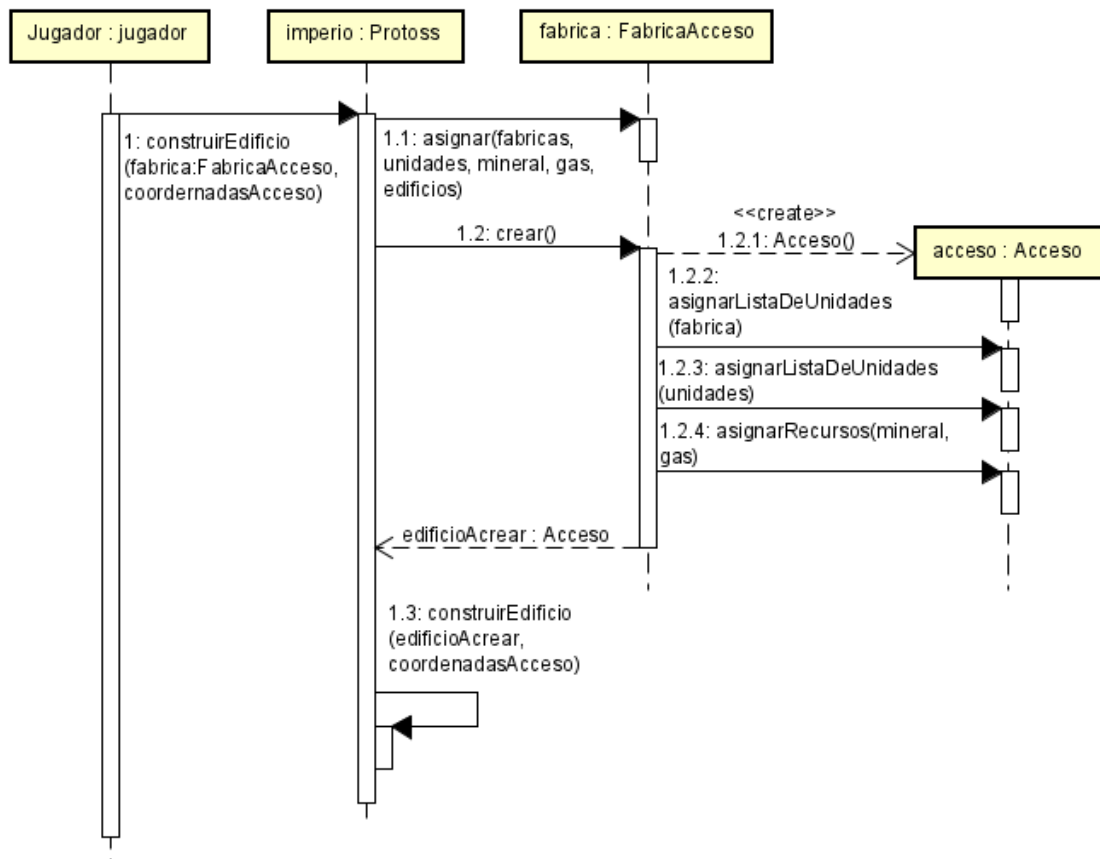 Jugador : jugador
imperio : Protoss
fabrica : FabricaAcceso
1: construirEdificio
(fabrica:FabricaAcceso,
coordernadasAcceso)
1.1: asignar(fabricas,
unidades, mineral, gas,
edificios)
1.2: crear()
<<create>>
1.2.1: Acceso()
acceso : Acceso
1.2.2:
asignarListaDeUnidades
(fabrica)
1.2.3: asignarListaDeUnidades
(unidades)
1.2.4: asignarRecursos(mineral,
gas)
edificioAcrear : Acceso
1.3: construirEdificio
(edificioAcrear,
coordenadasAcceso)